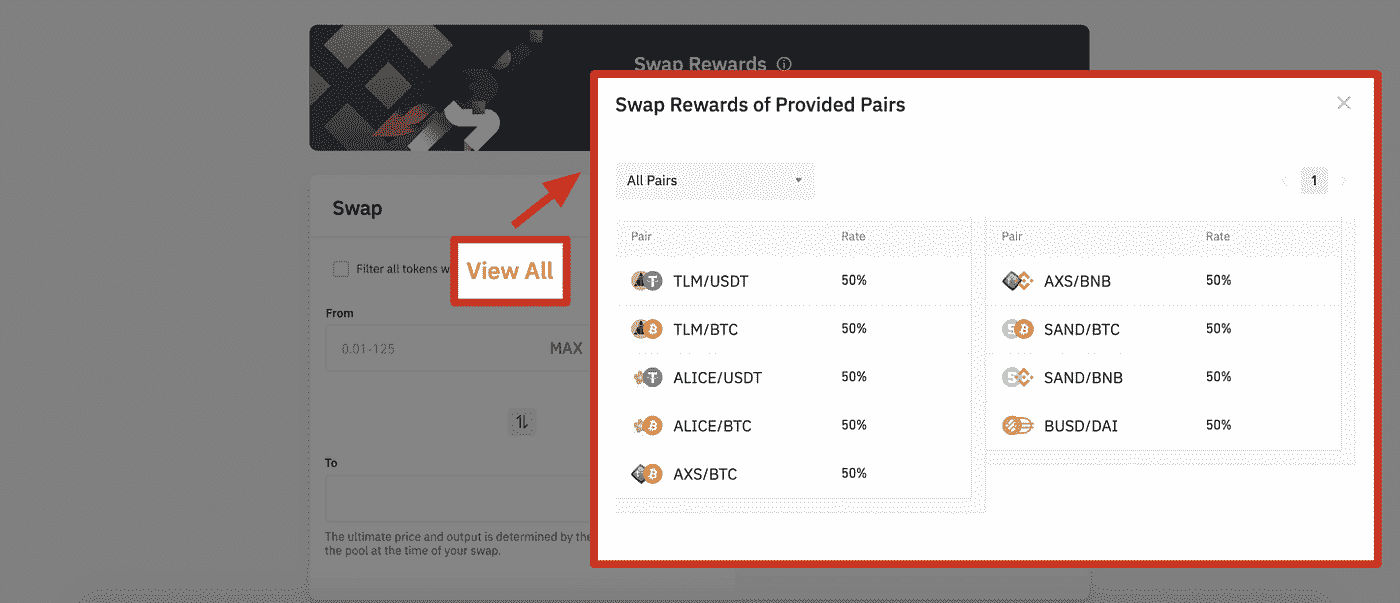 Swap Rewards
Swap Rewards of Provided Pairs
All Pairs
1
Pair Rate
TLM/USDT 50%
TLM/BTC 50%
ALICE/USDT 50%
ALICE/BTC 50%
AXS/BTC 50%
Pair Rate
AXS/BNB 50%
SAND/BTC 50%
SAND/BNB 50%
BUSD/DAI 50%
Swap
Filter all tokens w
View All
From
0.01-125 MAX
To
The ultimate price and output is determined by the
the pool at the time of your swap.